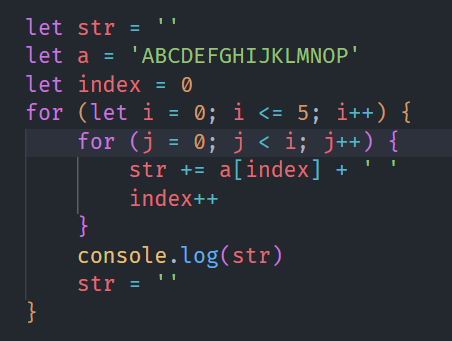 let str = ''
let a = 'ABCDEFGHIJKLMNOP'
let index = 0
for (let i = 0; i <= 5; i++) {
    for (j = 0; j < i; j++) {
        str += a[index] + ' '
        index++
    }
    console.log(str)
    str = ''
}